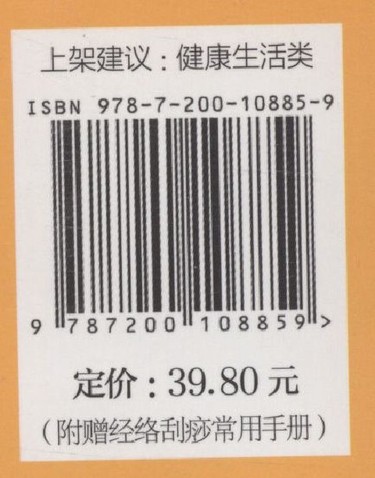 上架建议：健康生活类
ISBN 978-7-200-10885-9
9 787200 108859 >
定价：39.80 元
（附赠经络刮痧常用手册）